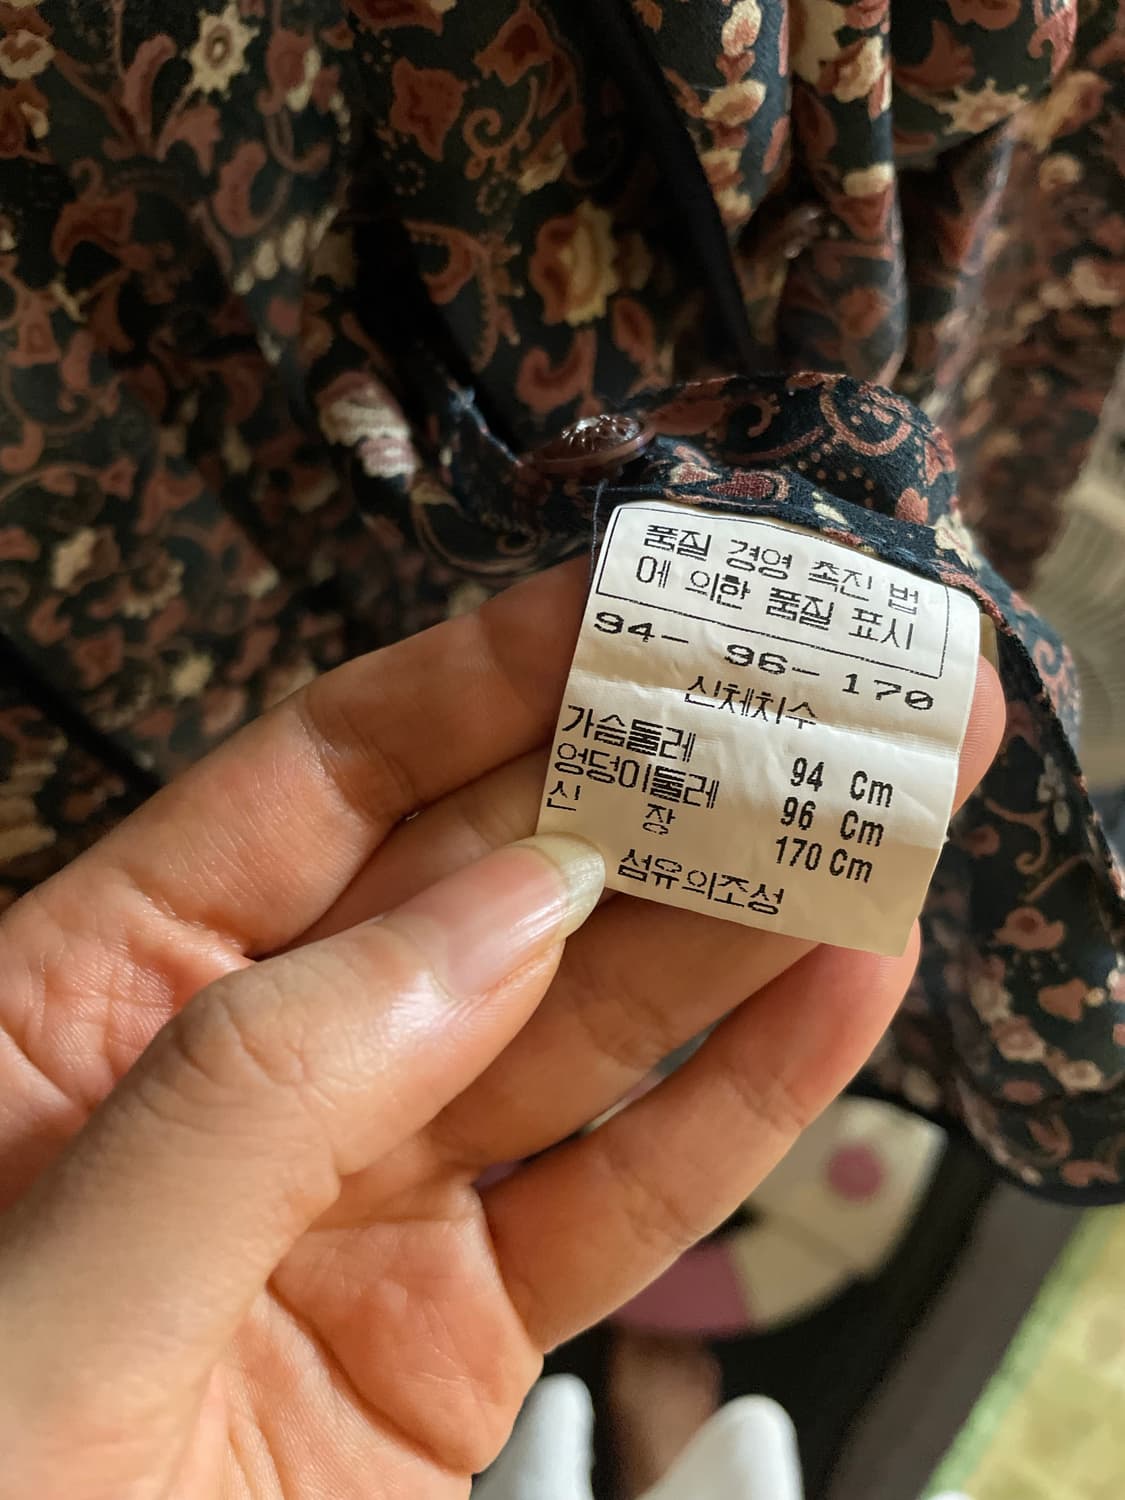 품질 경영 촉진 법
에 의한 품질 표시
94- 96- 170
신체치수
가슴둘레 94 Cm
엉덩이둘레 96 Cm
신 장 170 Cm
섬유의조성